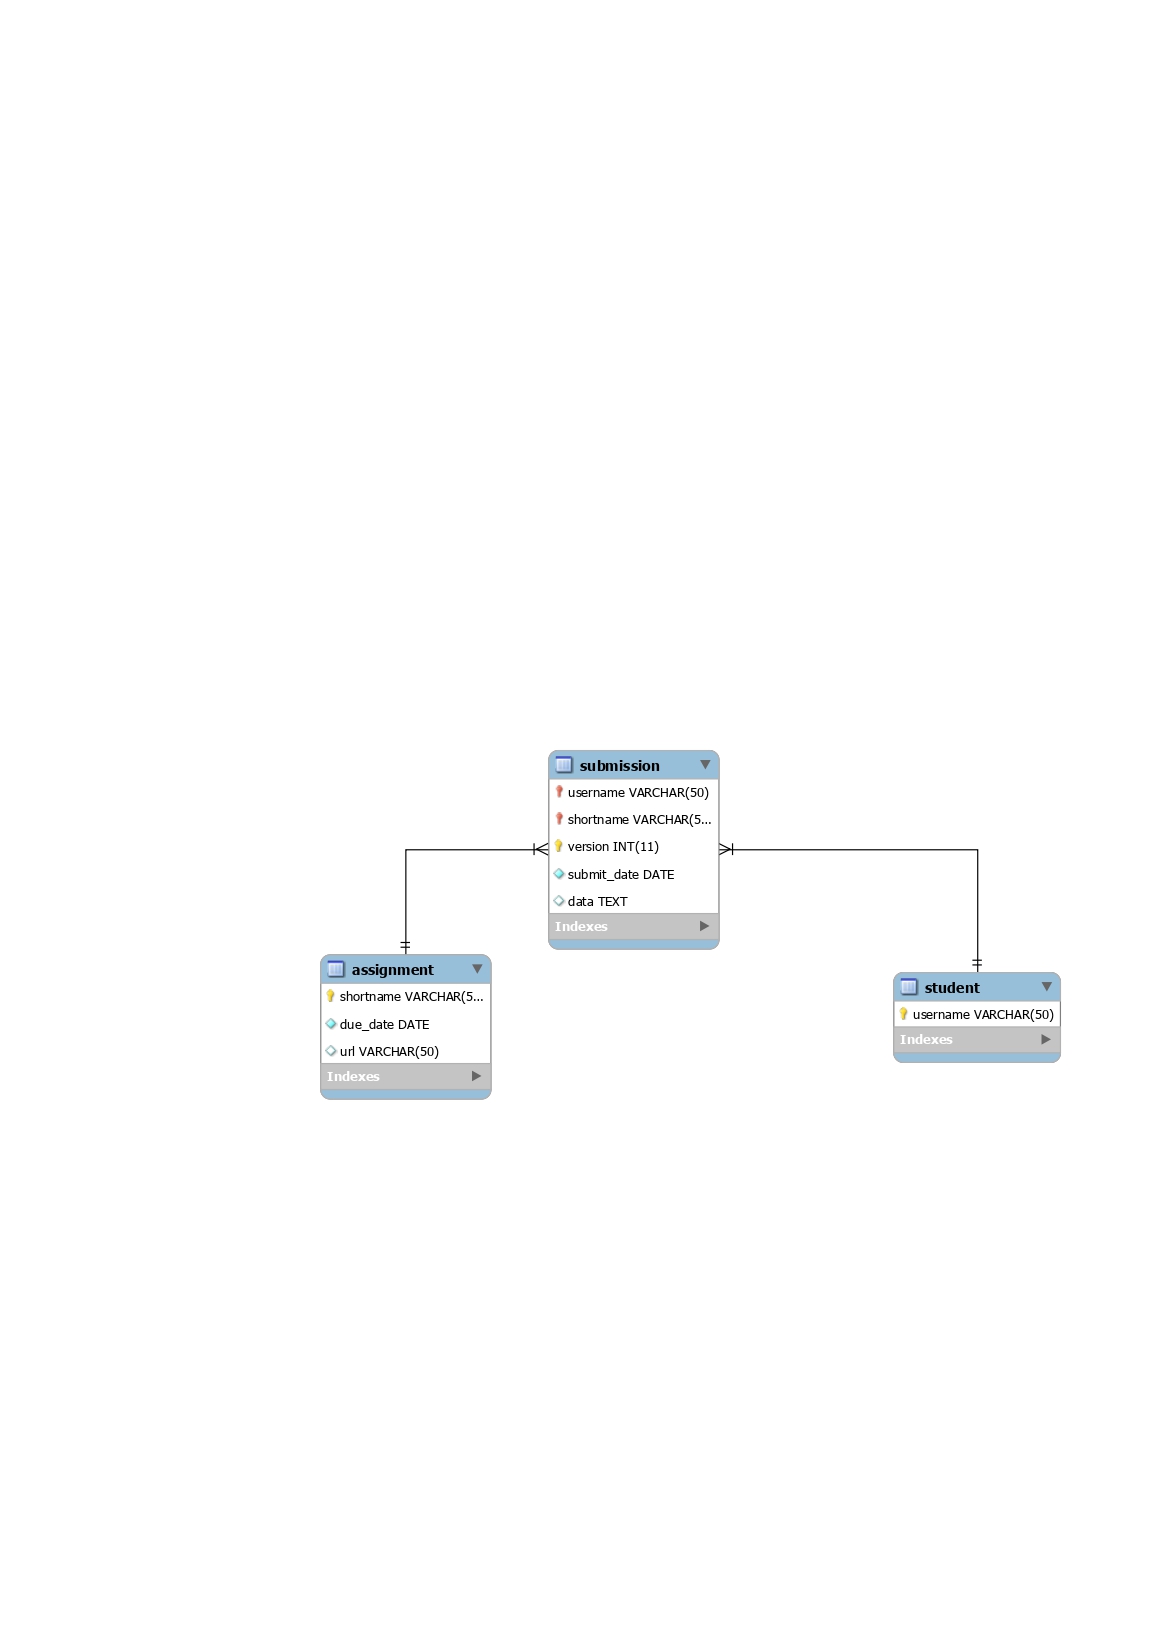 submission
username VARCHAR(50)
shortname VARCHAR(5...
version INT(11)
submit_date DATE
data TEXT
Indexes
assignment
shortname VARCHAR(5...
due_date DATE
url VARCHAR(50)
Indexes
student
username VARCHAR(50)
Indexes